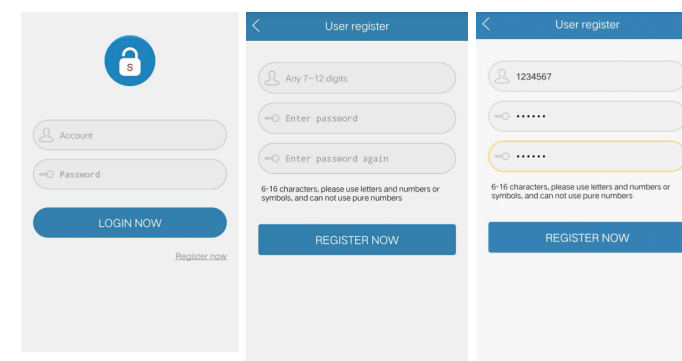 S
Account
Password
LOGIN NOW
Register now
User register
Any 7-12 digits
Enter password
Enter password again
6-16 characters, please use letters and numbers or
symbols, and can not use pure numbers
REGISTER NOW
User register
1234567
••••••
••••••
6-16 characters, please use letters and numbers or
symbols, and can not use pure numbers
REGISTER NOW